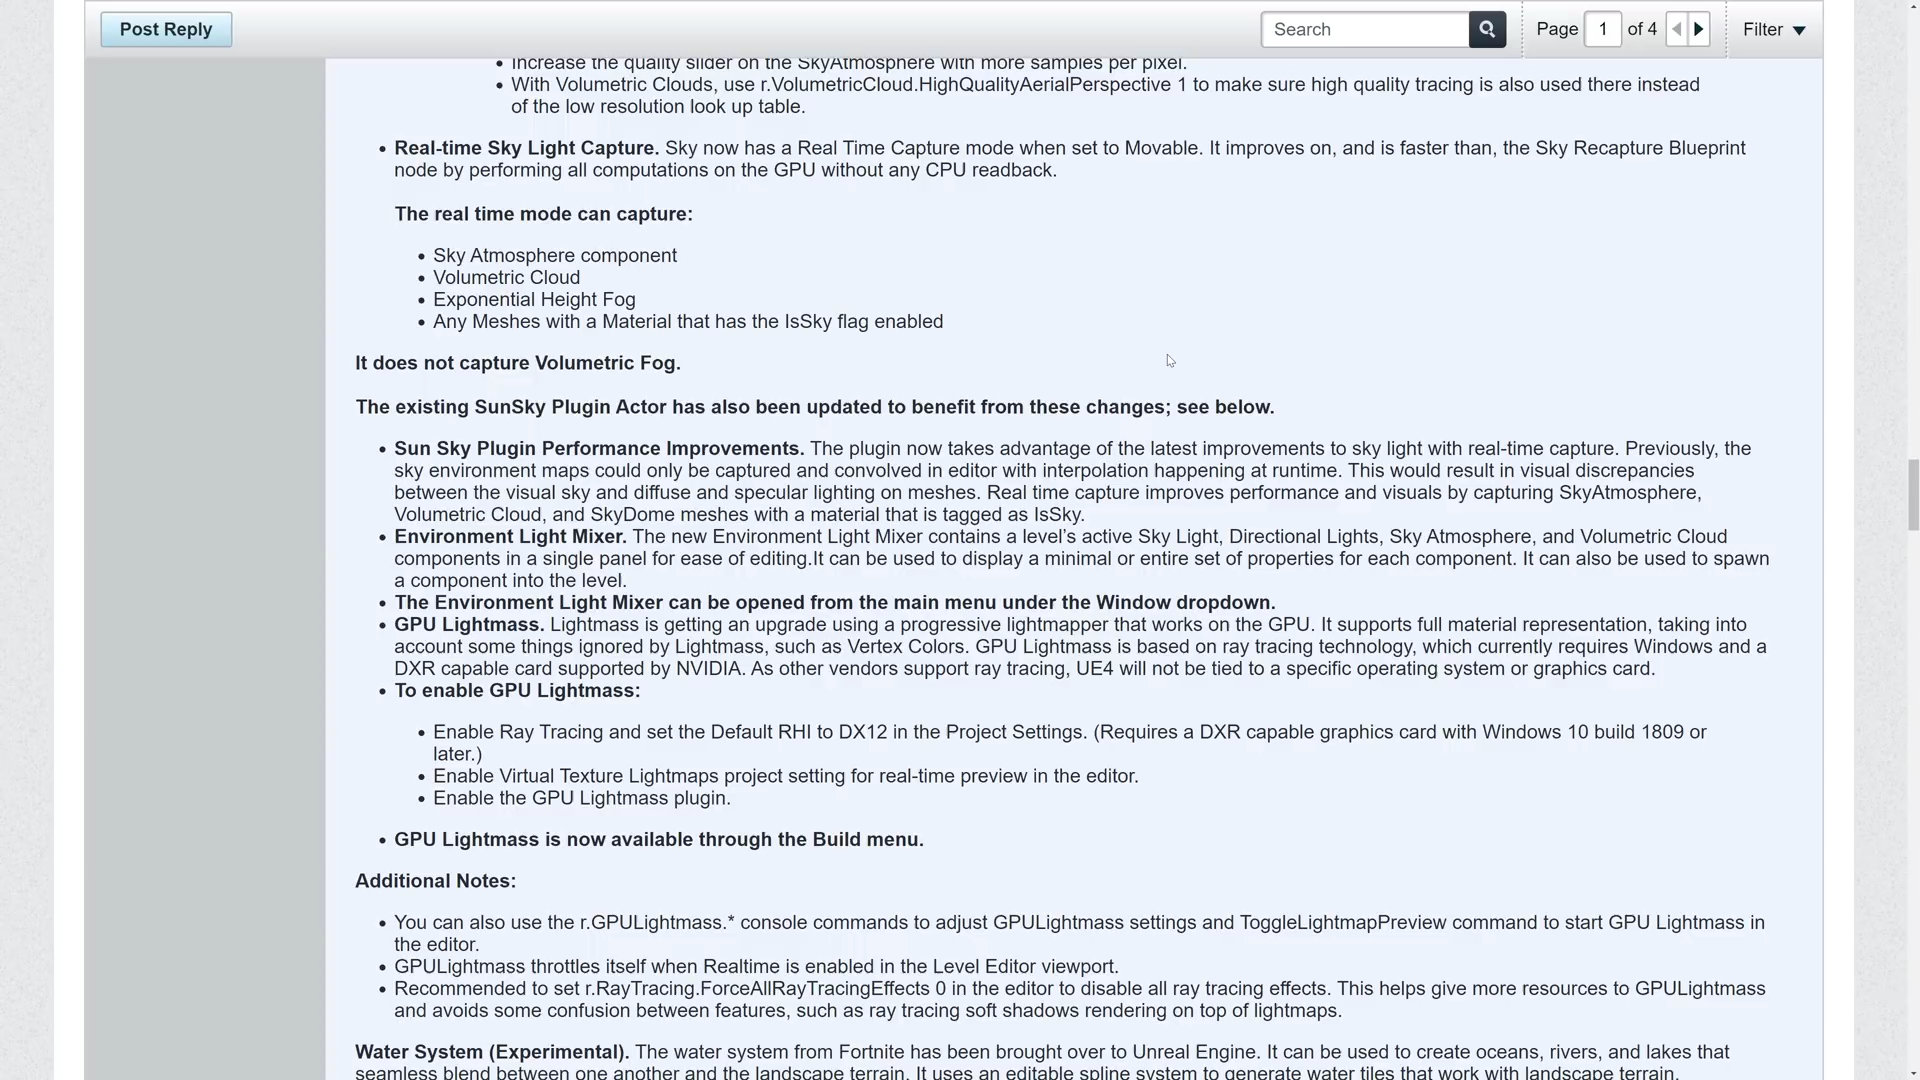 Post Reply
Search
Page 1 of 4
Filter
Increase the quality slider on the SkyAtmosphere with more samples per pixel.
With Volumetric Clouds, use r.VolumetricCloud.HighQualityAerialPerspective 1 to make sure high quality tracing is also used there instead
of the low resolution look up table.
Real-time Sky Light Capture. Sky now has a Real Time Capture mode when set to Movable. It improves on, and is faster than, the Sky Recapture Blueprint
node by performing all computations on the GPU without any CPU readback.
The real time mode can capture:
Sky Atmosphere component
Volumetric Cloud
Exponential Height Fog
Any Meshes with a Material that has the IsSky flag enabled
It does not capture Volumetric Fog.
The existing SunSky Plugin Actor has also been updated to benefit from these changes; see below.
Sun Sky Plugin Performance Improvements. The plugin now takes advantage of the latest improvements to sky light with real-time capture. Previously, the
sky environment maps could only be captured and convolved in editor with interpolation happening at runtime. This would result in visual discrepancies
between the visual sky and diffuse and specular lighting on meshes. Real time capture improves performance and visuals by capturing SkyAtmosphere,
Volumetric Cloud, and SkyDome meshes with a material that is tagged as IsSky.
Environment Light Mixer. The new Environment Light Mixer contains a level’s active Sky Light, Directional Lights, Sky Atmosphere, and Volumetric Cloud
components in a single panel for ease of editing.It can be used to display a minimal or entire set of properties for each component. It can also be used to spawn
a component into the level.
The Environment Light Mixer can be opened from the main menu under the Window dropdown.
GPU Lightmass. Lightmass is getting an upgrade using a progressive lightmapper that works on the GPU. It supports full material representation, taking into
account some things ignored by Lightmass, such as Vertex Colors. GPU Lightmass is based on ray tracing technology, which currently requires Windows and a
DXR capable card supported by NVIDIA. As other vendors support ray tracing, UE4 will not be tied to a specific operating system or graphics card.
To enable GPU Lightmass:
Enable Ray Tracing and set the Default RHI to DX12 in the Project Settings. (Requires a DXR capable graphics card with Windows 10 build 1809 or
later.)
Enable Virtual Texture Lightmaps project setting for real-time preview in the editor.
Enable the GPU Lightmass plugin.
GPU Lightmass is now available through the Build menu.
Additional Notes:
You can also use the r.GPULightmass.* console commands to adjust GPULightmass settings and ToggleLightmapPreview command to start GPU Lightmass in
the editor.
GPULightmass throttles itself when Realtime is enabled in the Level Editor viewport.
Recommended to set r.RayTracing.ForceAllRayTracingEffects 0 in the editor to disable all ray tracing effects. This helps give more resources to GPULightmass
and avoids some confusion between features, such as ray tracing soft shadows rendering on top of lightmaps.
Water System (Experimental). The water system from Fortnite has been brought over to Unreal Engine. It can be used to create oceans, rivers, and lakes that
seamless blend between one another and the landscape terrain. It uses an editable spline system to generate water tiles that work with landscape terrain.